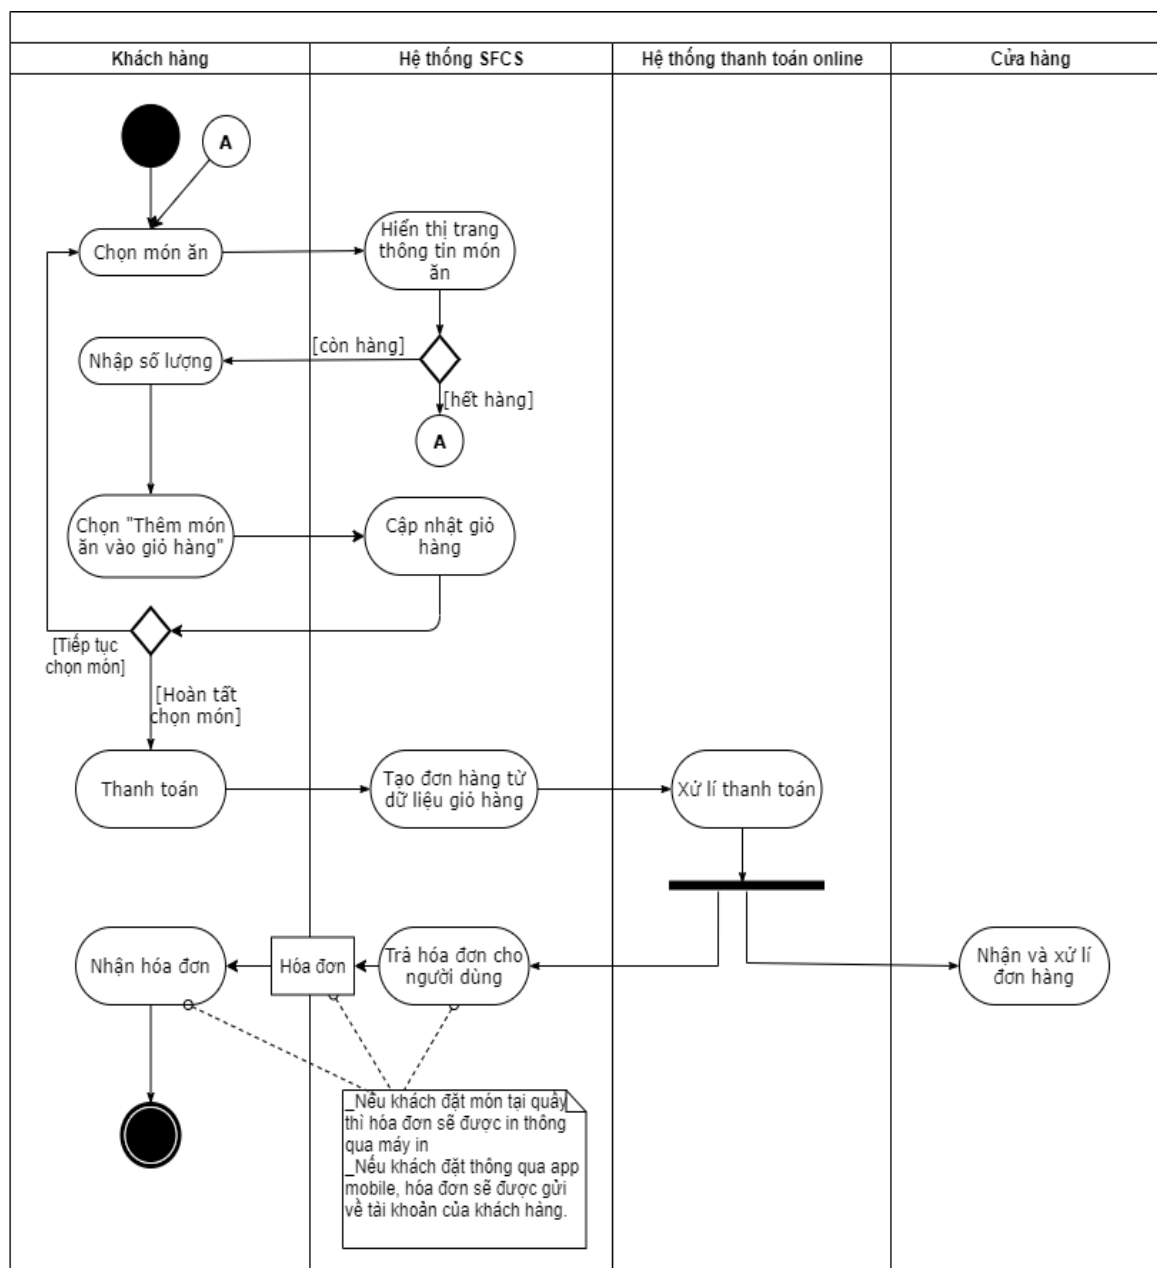 Khách hàng
Hệ thống SFCS
Hệ thống thanh toán online
Cửa hàng
A
Chọn món ăn
Hiển thị trang
thông tin món
ăn
Nhập số lượng
[còn hàng]
[hết hàng]
A
Chọn "Thêm món
ăn vào giỏ hàng"
Cập nhật giỏ
hàng
[Tiếp tục
chọn món]
[Hoàn tất
chọn món]
Thanh toán
Tạo đơn hàng từ
dữ liệu giỏ hàng
Xử lí thanh toán
Nhận hóa đơn
Hóa đơn
Trả hóa đơn cho
người dùng
Nhận và xử lí
đơn hàng
_Nếu khách đặt món tại quầy
thì hóa đơn sẽ được in thông
qua máy in
_Nếu khách đặt thông qua app
mobile, hóa đơn sẽ được gửi
về tài khoản của khách hàng.